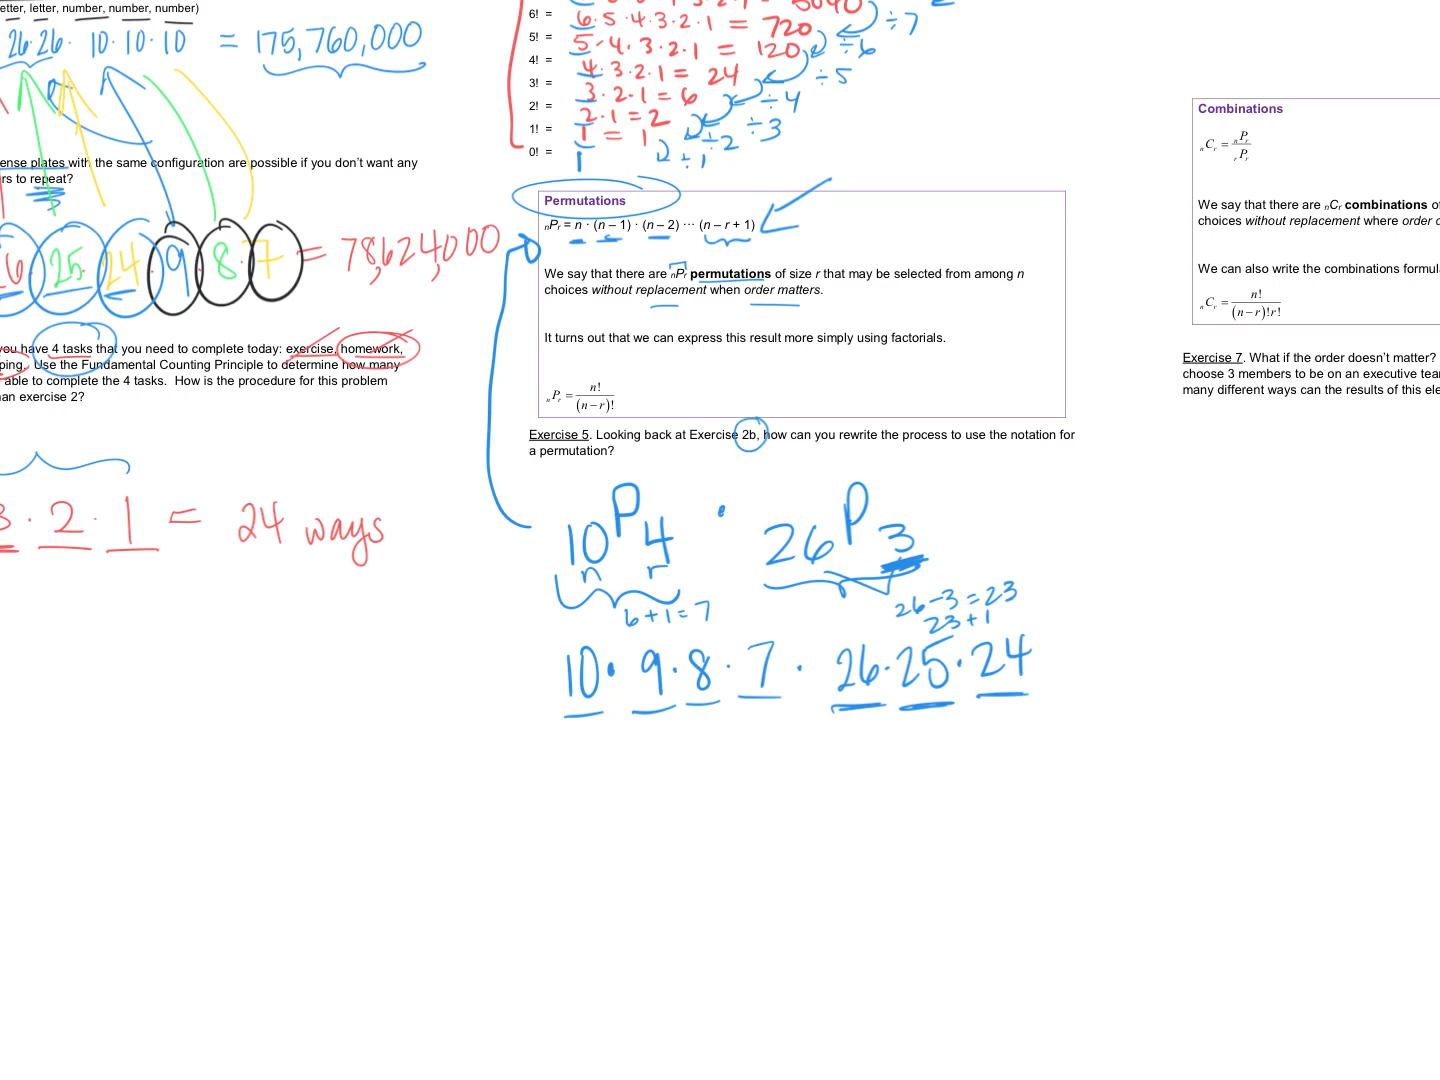 etter, letter, number, number, number)
26·26· 10·10·10 = 175,760,000
ense plates with the same configuration are possible if you don't want any
rs to repeat?
6 · 25 · 24 · 9 · 8 · 7 = 78,624,000
you have 4 tasks that you need to complete today: exercise, homework,
ping. Use the Fundamental Counting Principle to determine how many
able to complete the 4 tasks. How is the procedure for this problem
an exercise 2?
3 · 2 · 1 = 24 ways
5040
6! = 6·5·4·3·2·1 = 720 ÷7
5! = 5·4·3·2·1 = 120 ÷6
4! = 4·3·2·1 = 24 ÷5
3! = 3·2·1 = 6 ÷4
2! = 2·1 = 2 ÷3
1! = 1 = 1 ÷2
0! = 1 ÷1
Permutations
nPr = n · (n – 1) · (n – 2) ··· (n – r + 1)
We say that there are nPr permutations of size r that may be selected from among n
choices without replacement when order matters.
It turns out that we can express this result more simply using factorials.
nPr = n! / (n−r)!
Exercise 5. Looking back at Exercise 2b, how can you rewrite the process to use the notation for
a permutation?
10P4 · 26P3
n r
6+1=7
26-3=23
23+1
10 · 9 · 8 · 7 · 26 · 25 · 24
Combinations
nCr = nPr / rPr
We say that there are nCr combinations o
choices without replacement where order
We can also write the combinations formul
nCr = n! / (n−r)!r!
Exercise 7. What if the order doesn't matter?
choose 3 members to be on an executive tea
many different ways can the results of this ele